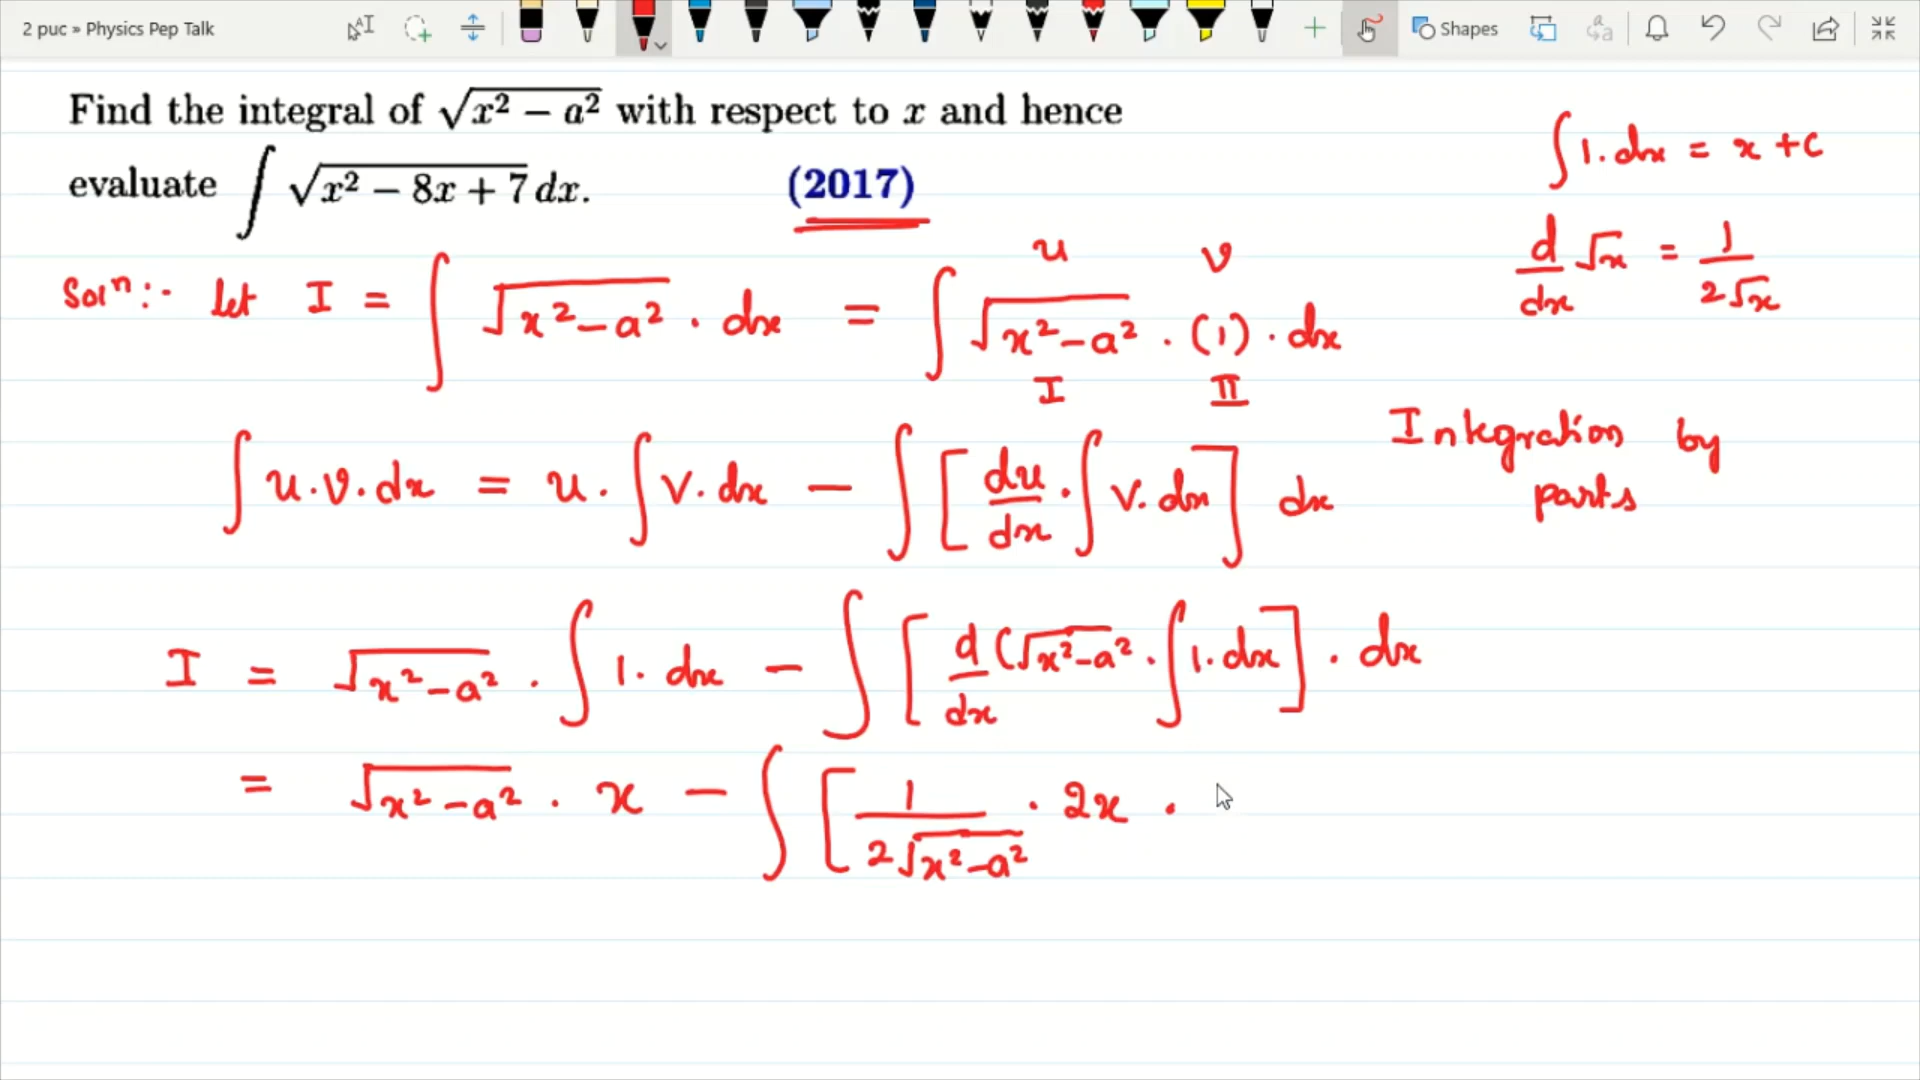 2 puc » Physics Pep Talk
Shapes
Find the integral of √(x² − a²) with respect to x and hence
evaluate ∫ √(x² − 8x + 7) dx. (2017)
∫ 1. dx = x + c
d/dx √x = 1/(2√x)
Solⁿ :- let I = ∫ √(x² − a²) . dx = ∫ √(x² − a²) . (1) . dx
u v
I II
∫ u.v.dx = u . ∫ v.dx − ∫ [ du/dx . ∫ v.dx ] dx
Integration by
parts
I = √(x² − a²) . ∫ 1. dx − ∫ [ d/dx (√(x² − a²) . ∫ 1. dx ] . dx
= √(x² − a²) . x − ∫ [ 1/(2√(x² − a²)) . 2x .